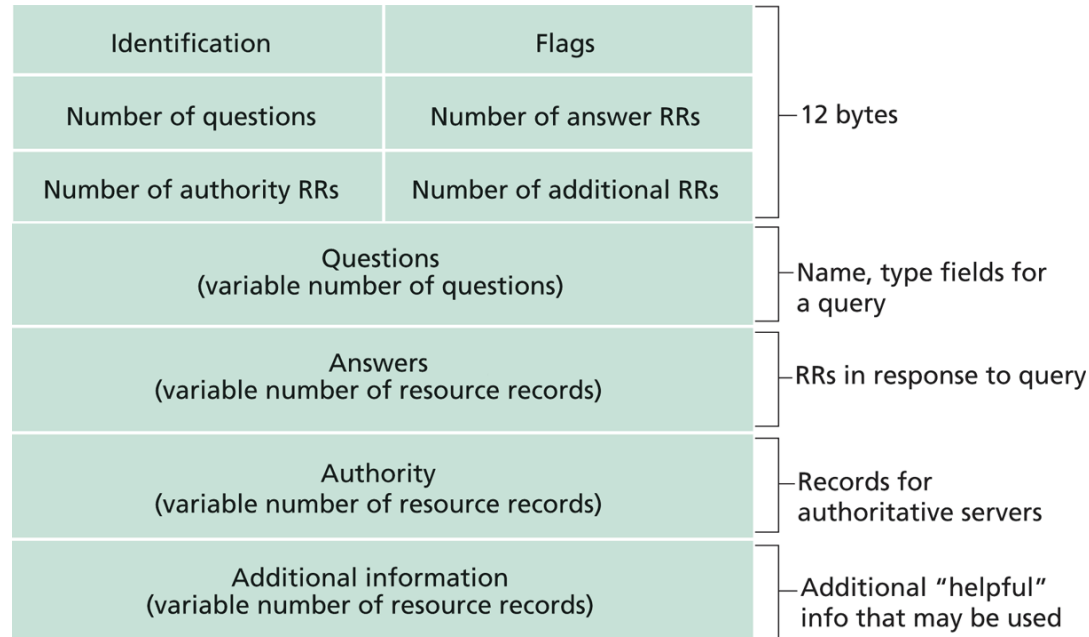 Identification
Flags
Number of questions
Number of answer RRs
12 bytes
Number of authority RRs
Number of additional RRs
Questions
(variable number of questions)
Name, type fields for
a query
Answers
(variable number of resource records)
RRs in response to query
Authority
(variable number of resource records)
Records for
authoritative servers
Additional information
(variable number of resource records)
Additional “helpful”
info that may be used